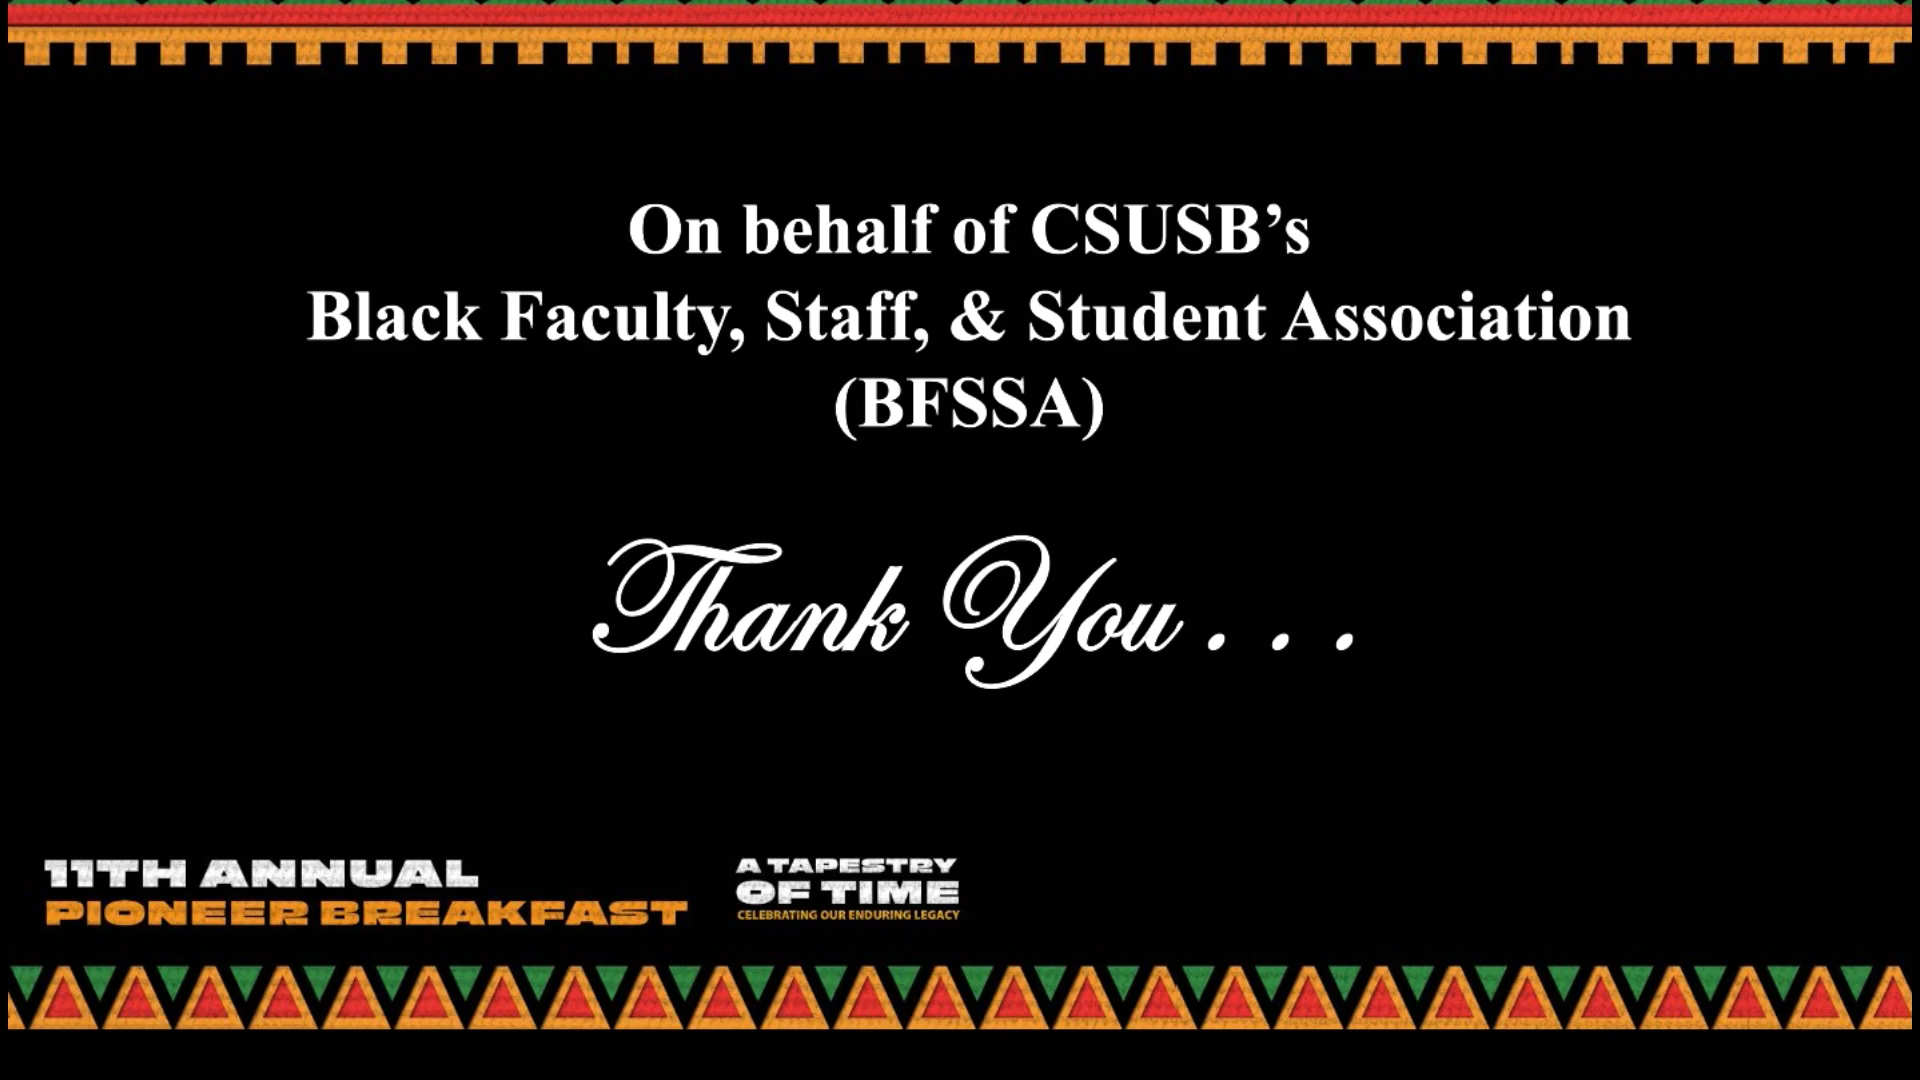 On behalf of CSUSB’s
Black Faculty, Staff, & Student Association
(BFSSA)
Thank You . . .
11TH ANNUAL
PIONEER BREAKFAST
A TAPESTRY
OF TIME
CELEBRATING OUR ENDURING LEGACY